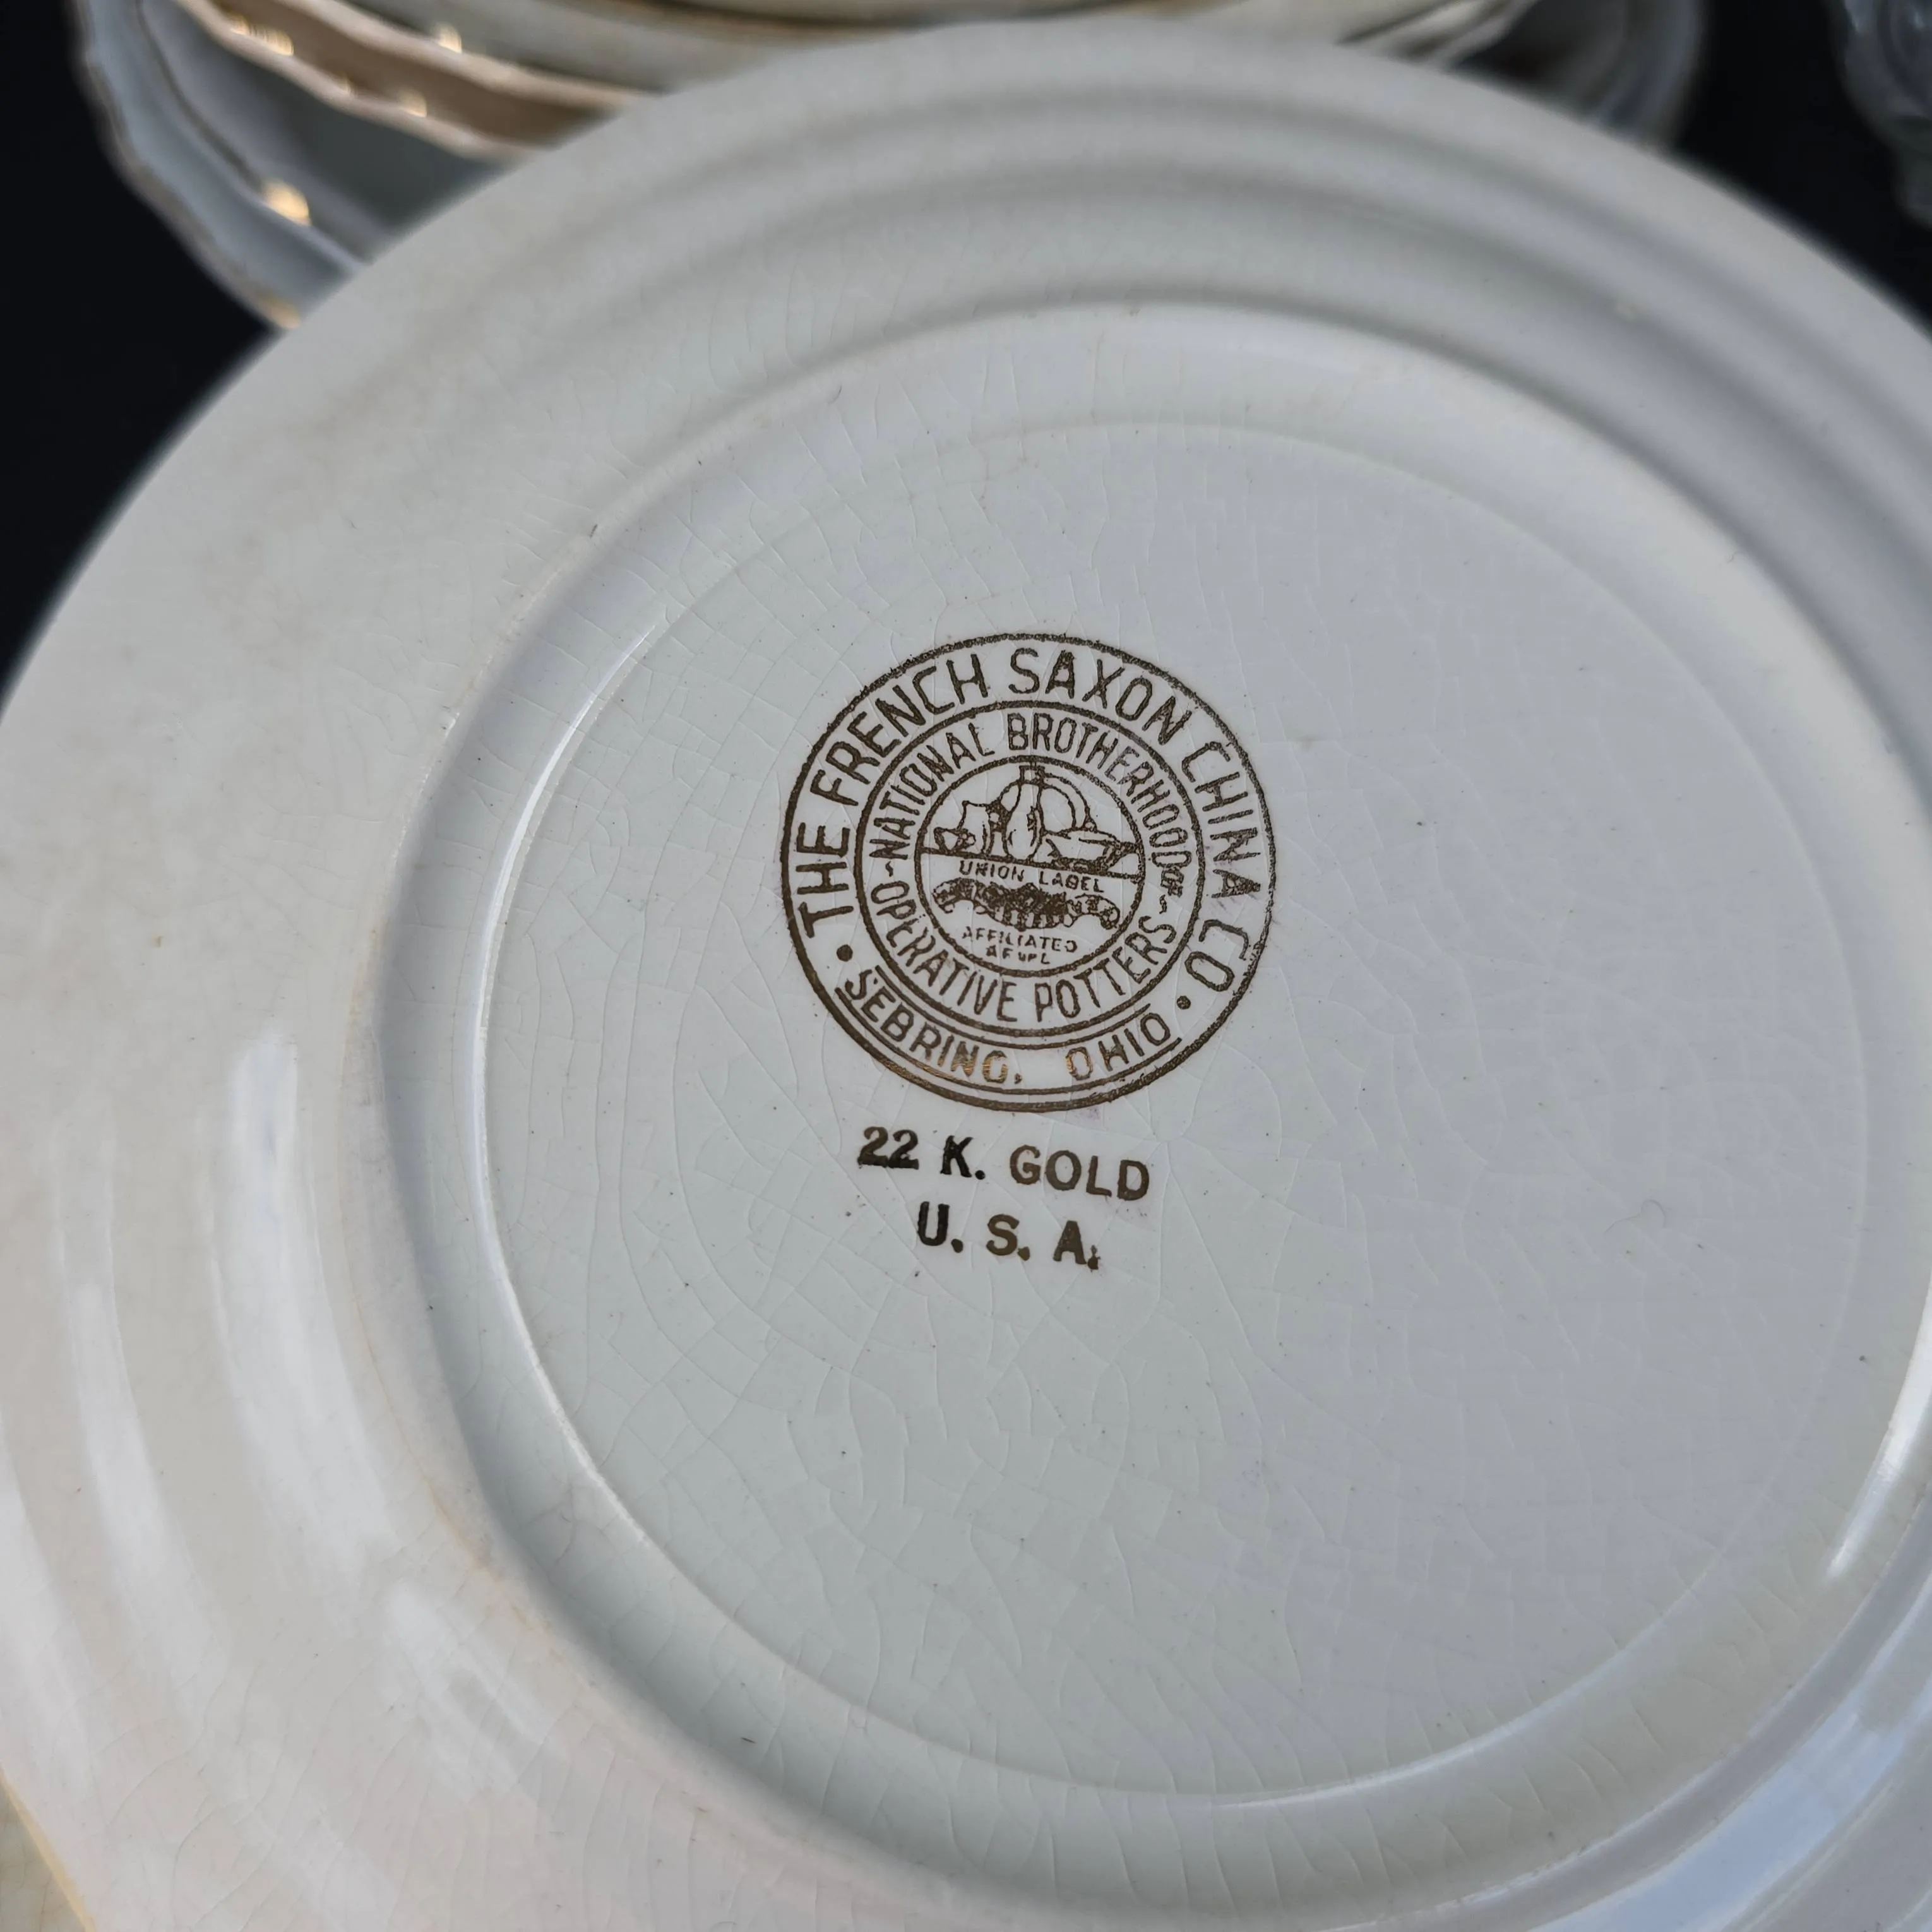 THE FRENCH SAXON CHINA CO
• SEBRING, OHIO •
~NATIONAL BROTHERHOOD OF~
OPERATIVE POTTERS
UNION LABEL
AFFILIATED
A F of L
22 K. GOLD
U. S. A.